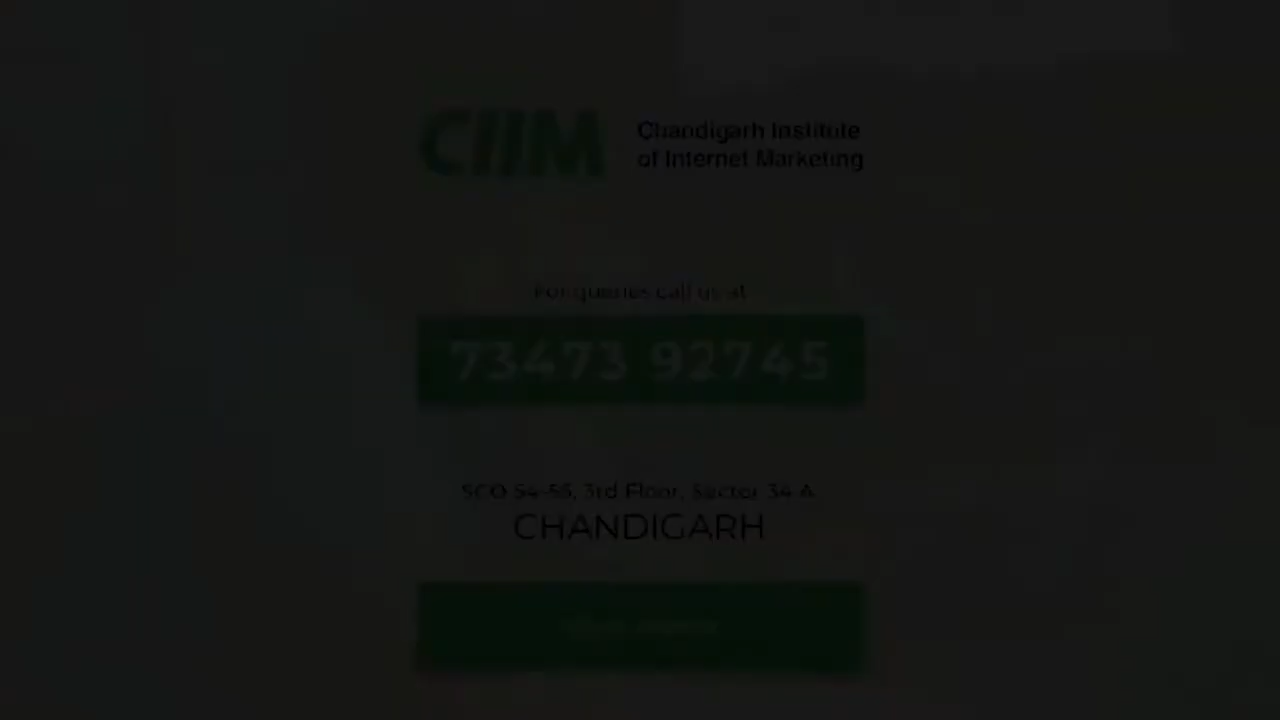 CIIM
Chandigarh Institute
of Internet Marketing
For queries call us at
73473 92745
SCO 54-55, 3rd Floor, Sector 34-A
CHANDIGARH